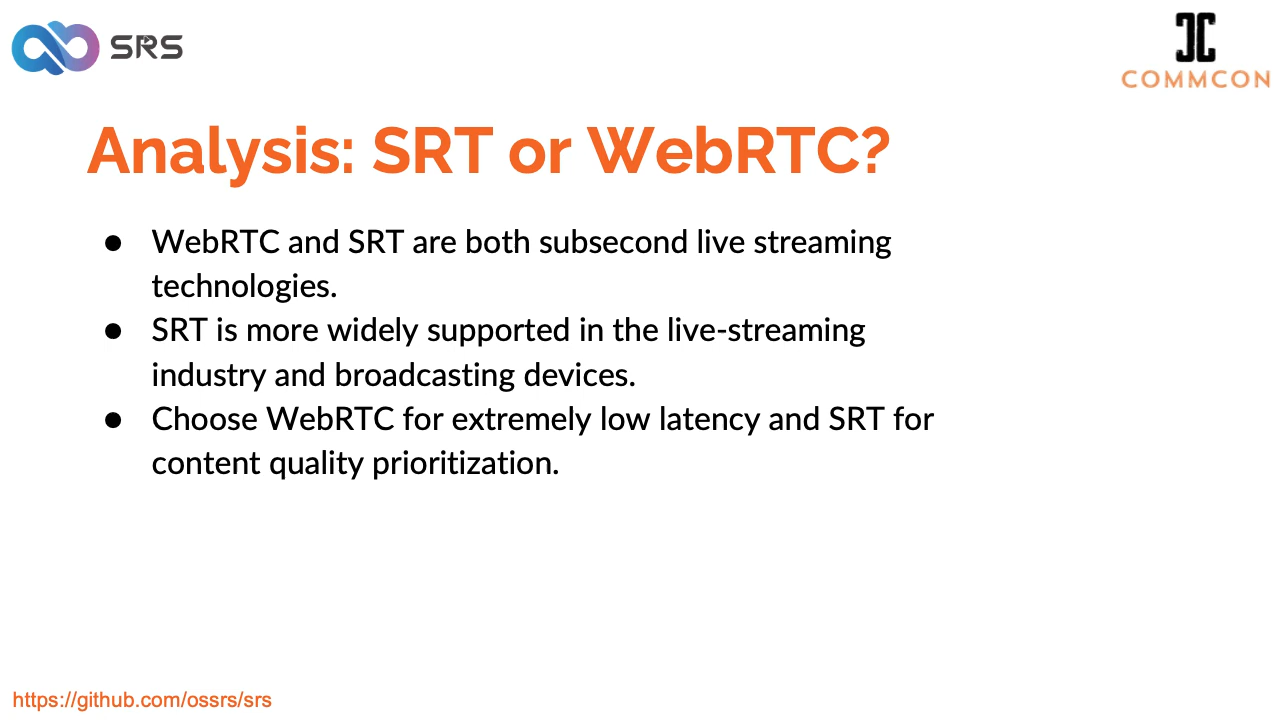 SRS
COMMCON
Analysis: SRT or WebRTC?
● WebRTC and SRT are both subsecond live streaming
technologies.
● SRT is more widely supported in the live-streaming
industry and broadcasting devices.
● Choose WebRTC for extremely low latency and SRT for
content quality prioritization.
https://github.com/ossrs/srs